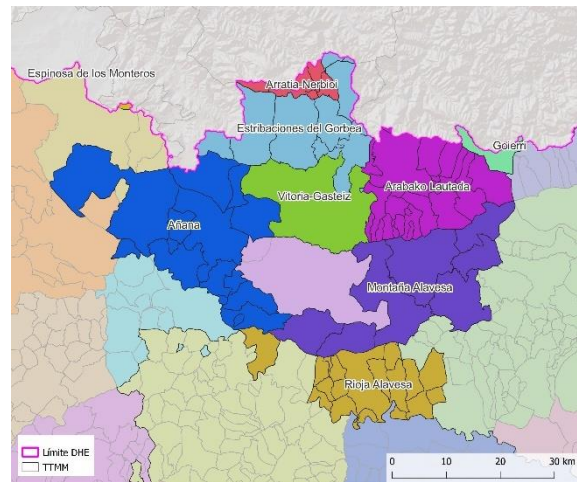 Espinosa de los Monteros
Arratia-Nerbioi
Estribaciones del Gorbea
Goierri
Vitoria-Gasteiz
Arabako Lautada
Añana
Montaña Alavesa
Rioja Alavesa
Límite DHE
TTMM
0 10 20 30 km